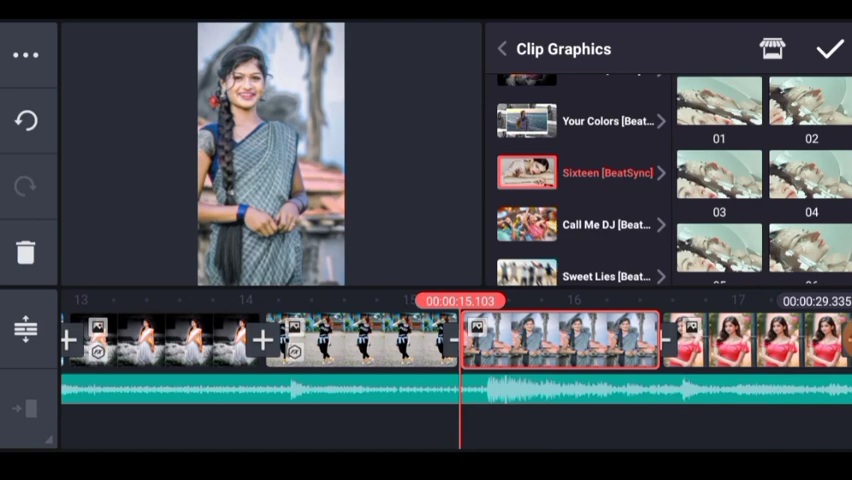 Clip Graphics
Your Colors [Beat...
01
02
Sixteen [BeatSync]
03
04
Call Me DJ [Beat...
Sweet Lies [Beat...
13
14
15
00:00:15.103
16
17
00:00:29.335